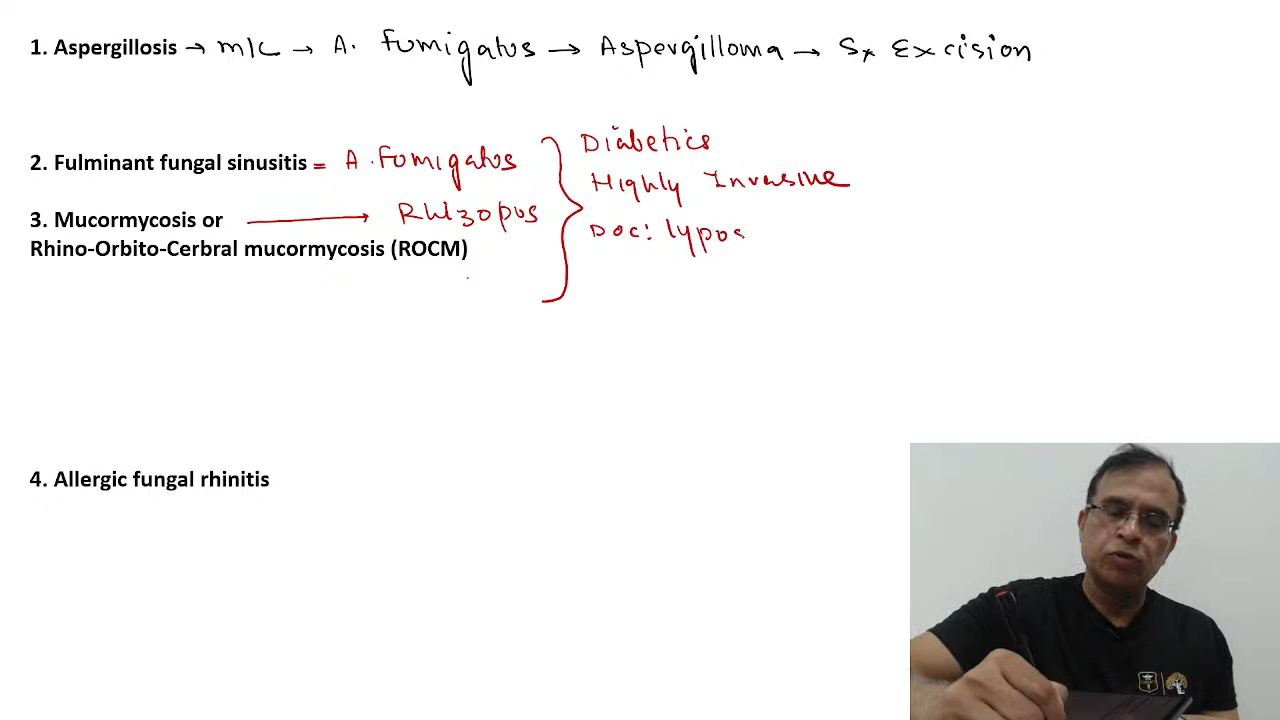 1. Aspergillosis → m/c → A. Fumigatus → Aspergilloma → Sx Excision
2. Fulminant fungal sinusitis = A. Fumigatus
Diabetics
Highly Invasive
3. Mucormycosis or → Rhizopus
DOC: lypos
Rhino-Orbito-Cerbral mucormycosis (ROCM)
4. Allergic fungal rhinitis